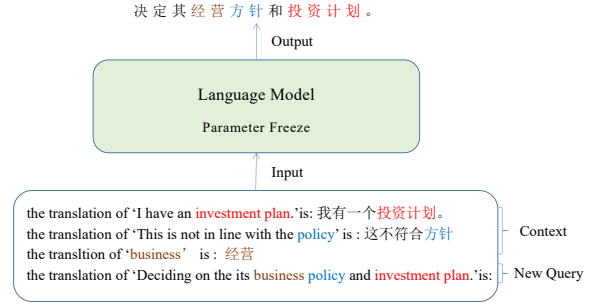 决定其经营方针和投资计划。
Output
Language Model
Parameter Freeze
Input
the translation of ‘I have an investment plan.’is: 我有一个投资计划。
the translation of ‘This is not in line with the policy’ is : 这不符合方针
the transltion of ‘business’ is : 经营
the translation of ‘Deciding on the its business policy and investment plan.’is:
Context
New Query